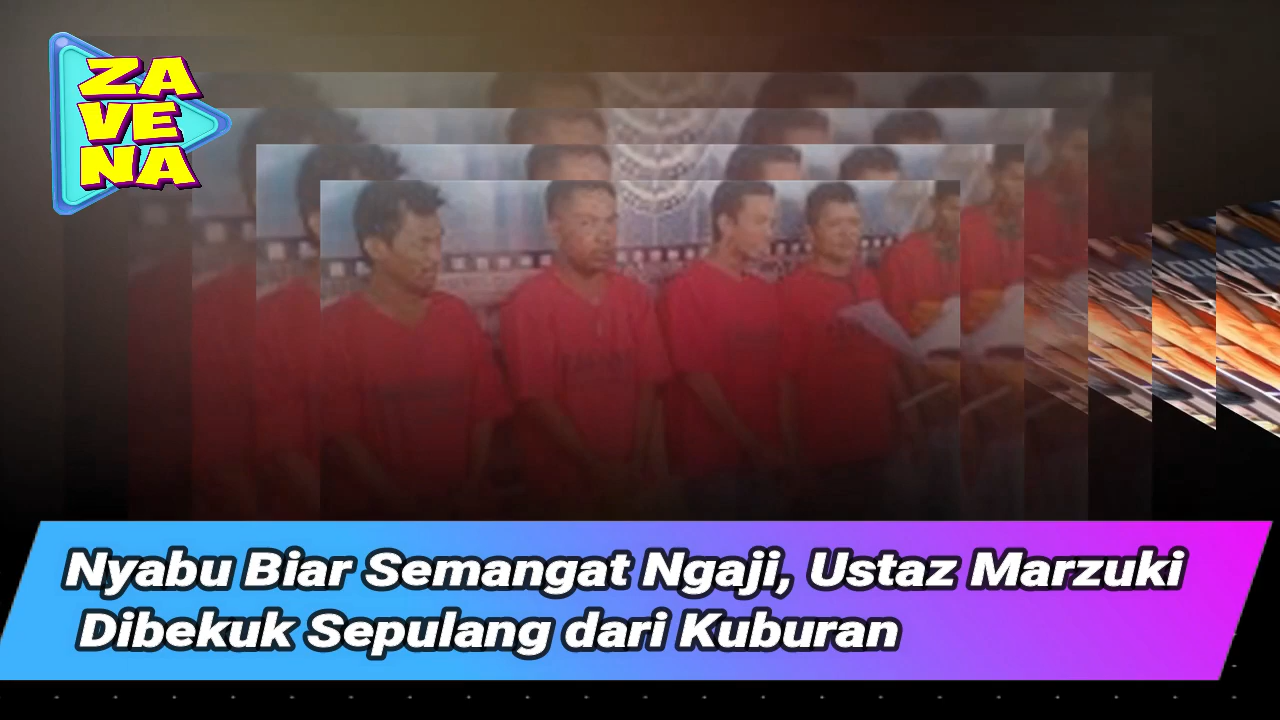 ZA
VE
NA
Nyabu Biar Semangat Ngaji, Ustaz Marzuki
Dibekuk Sepulang dari Kuburan